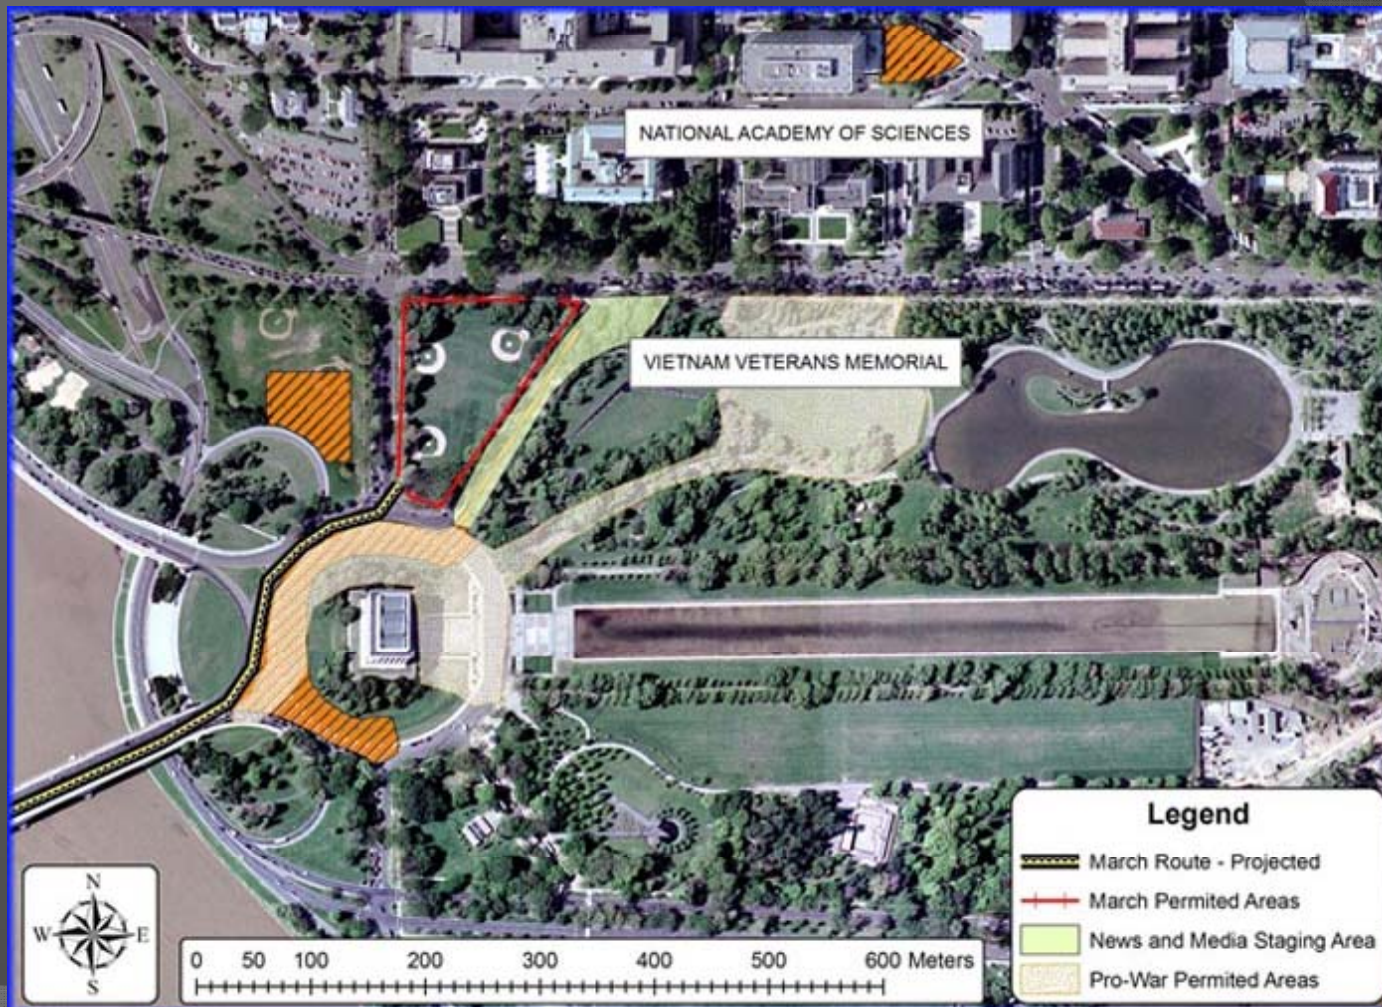 NATIONAL ACADEMY OF SCIENCES
VIETNAM VETERANS MEMORIAL
Legend
March Route - Projected
March Permited Areas
News and Media Staging Area
Pro-War Permited Areas
N
W E
S
0 50 100 200 300 400 500 600 Meters